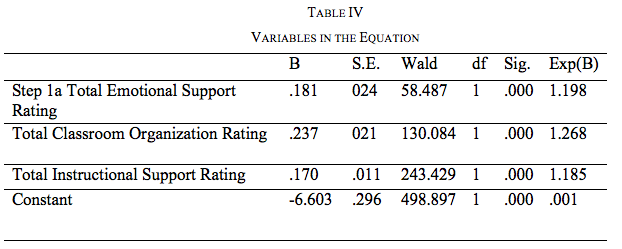 TABLE IV
VARIABLES IN THE EQUATION
B S.E. Wald df Sig. Exp(B)
Step 1a Total Emotional Support .181 024 58.487 1 .000 1.198
Rating
Total Classroom Organization Rating .237 021 130.084 1 .000 1.268
Total Instructional Support Rating .170 .011 243.429 1 .000 1.185
Constant -6.603 .296 498.897 1 .000 .001